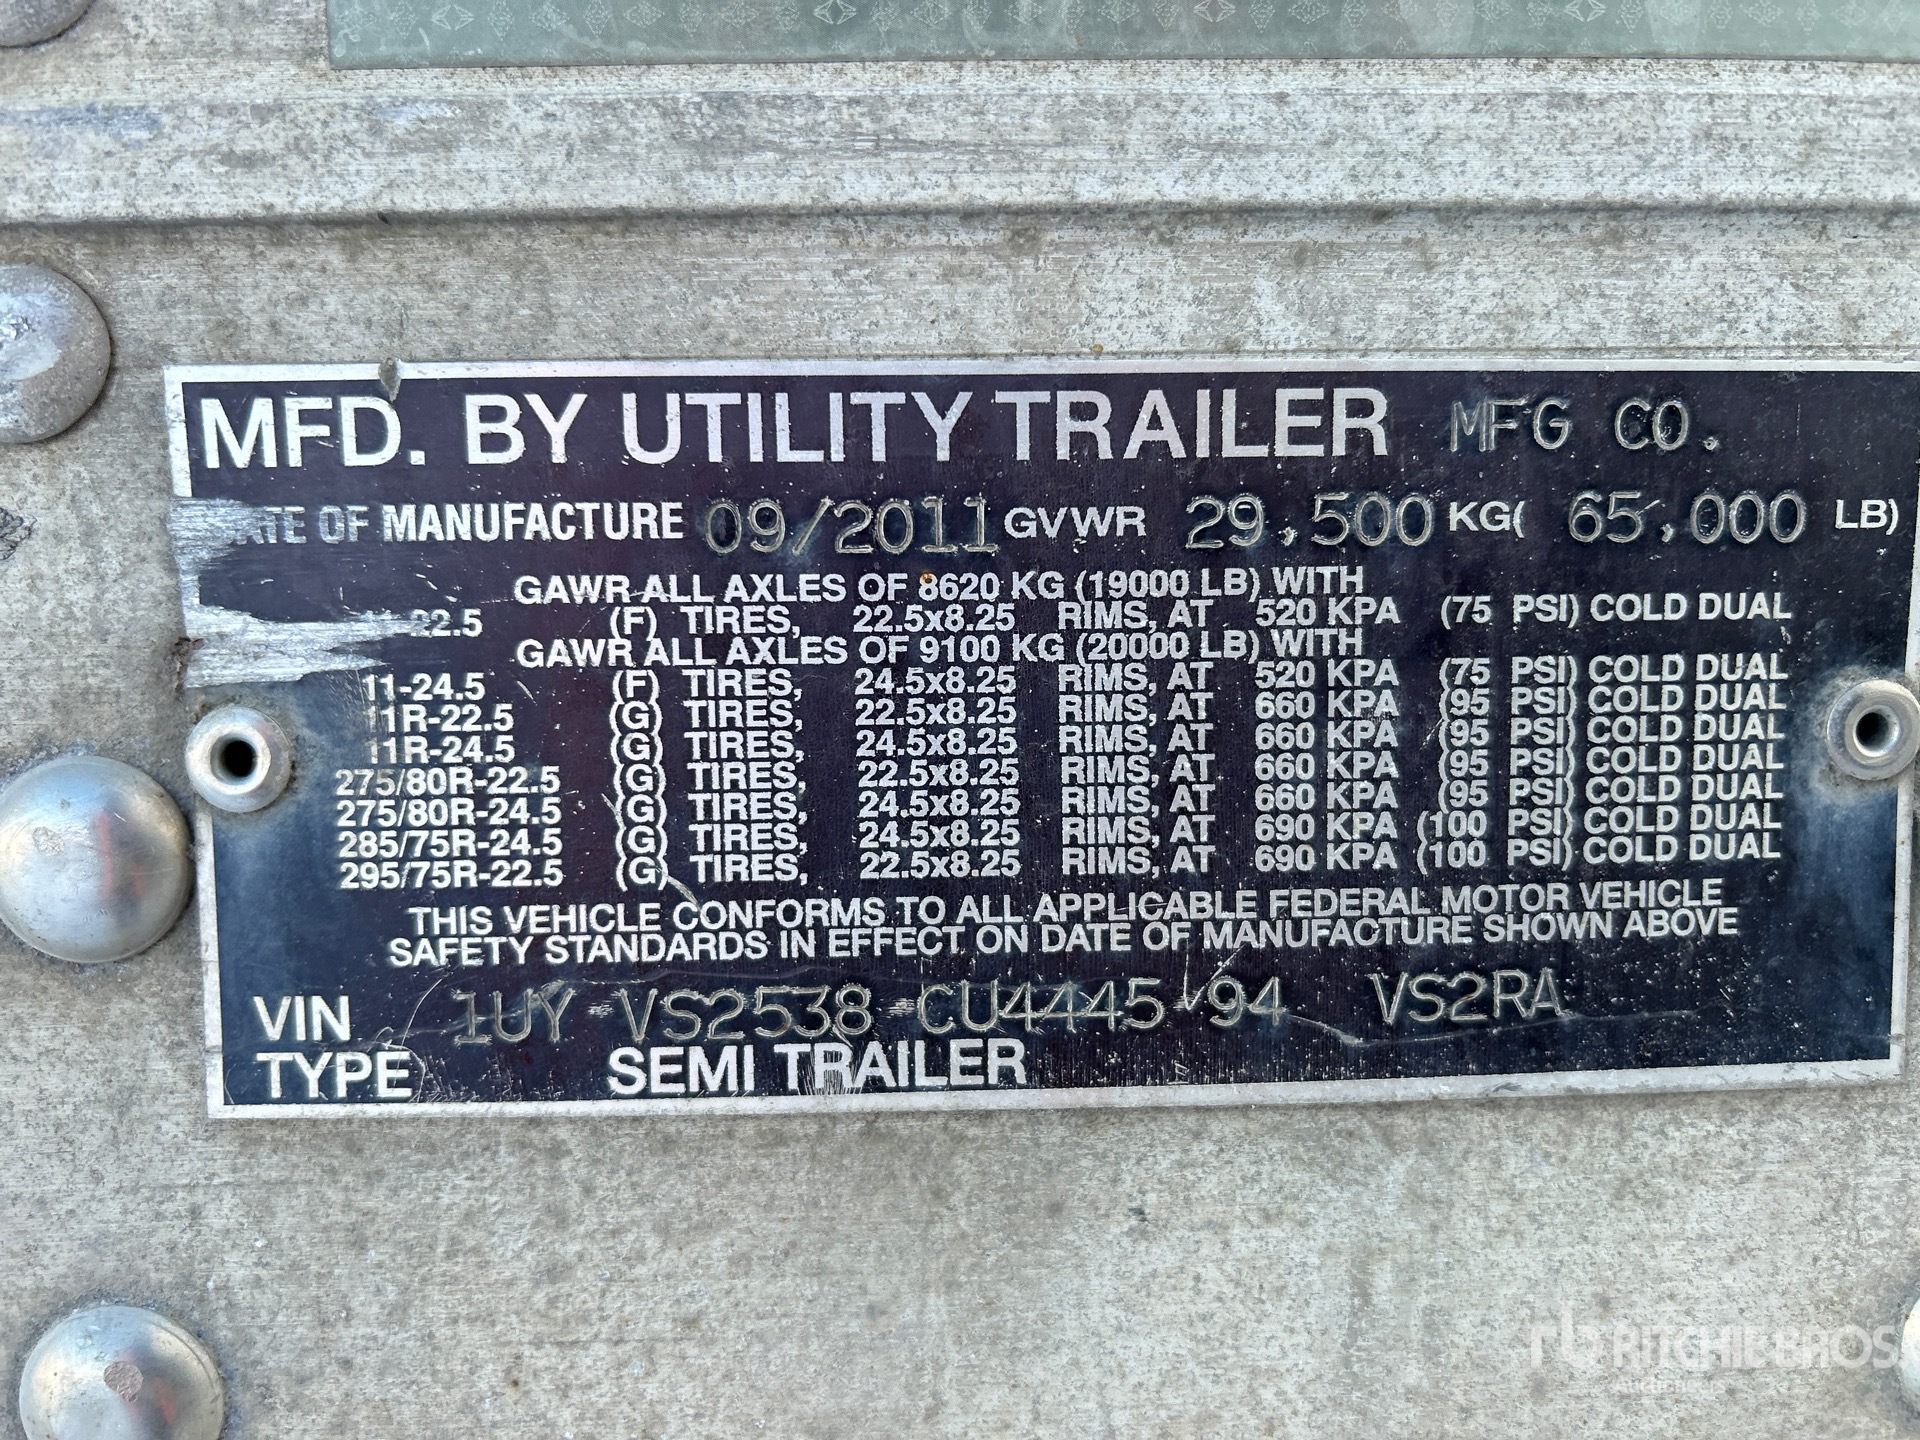 MFD. BY UTILITY TRAILER MFG CO.
DATE OF MANUFACTURE 09/2011 GVWR 29,500 KG( 65,000 LB)
GAWR ALL AXLES OF 8620 KG (19000 LB) WITH
-22.5 (F) TIRES, 22.5x8.25 RIMS, AT 520 KPA (75 PSI) COLD DUAL
GAWR ALL AXLES OF 9100 KG (20000 LB) WITH
11-24.5 (F) TIRES, 24.5x8.25 RIMS, AT 520 KPA (75 PSI) COLD DUAL
11R-22.5 (G) TIRES, 22.5x8.25 RIMS, AT 660 KPA (95 PSI) COLD DUAL
11R-24.5 (G) TIRES, 24.5x8.25 RIMS, AT 660 KPA (95 PSI) COLD DUAL
275/80R-22.5 (G) TIRES, 22.5x8.25 RIMS, AT 660 KPA (95 PSI) COLD DUAL
275/80R-24.5 (G) TIRES, 24.5x8.25 RIMS, AT 660 KPA (95 PSI) COLD DUAL
285/75R-24.5 (G) TIRES, 24.5x8.25 RIMS, AT 690 KPA (100 PSI) COLD DUAL
295/75R-22.5 (G) TIRES, 22.5x8.25 RIMS, AT 690 KPA (100 PSI) COLD DUAL
THIS VEHICLE CONFORMS TO ALL APPLICABLE FEDERAL MOTOR VEHICLE
SAFETY STANDARDS IN EFFECT ON DATE OF MANUFACTURE SHOWN ABOVE
VIN 1UY VS2538 CU4445 94 VS2RA
TYPE SEMI TRAILER
rb RITCHIE BROS
Auctioneers